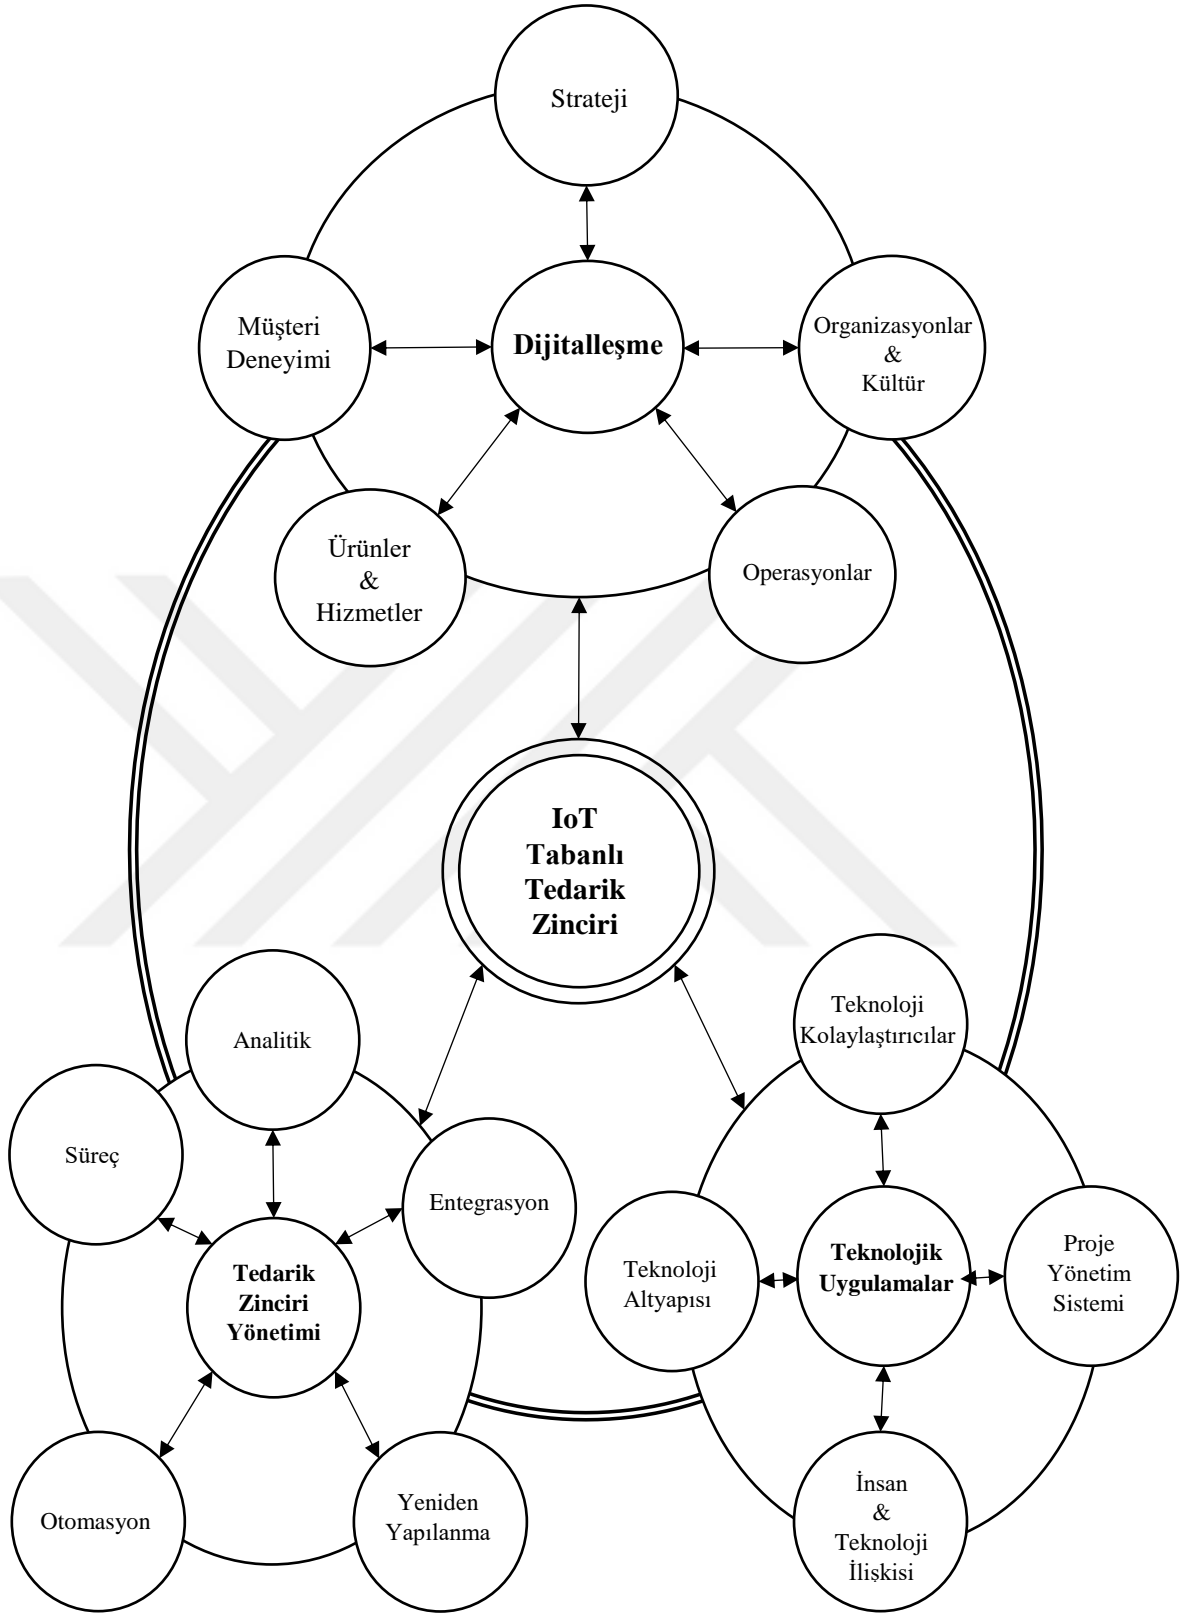 Strateji
Müşteri
Deneyimi
Dijitalleşme
Organizasyonlar
&
Kültür
Ürünler
&
Hizmetler
Operasyonlar
IoT
Tabanlı
Tedarik
Zinciri
Analitik
Süreç
Entegrasyon
Tedarik
Zinciri
Yönetimi
Otomasyon
Yeniden
Yapılanma
Teknoloji
Kolaylaştırıcılar
Teknoloji
Altyapısı
Teknolojik
Uygulamalar
Proje
Yönetim
Sistemi
İnsan
&
Teknoloji
İlişkisi